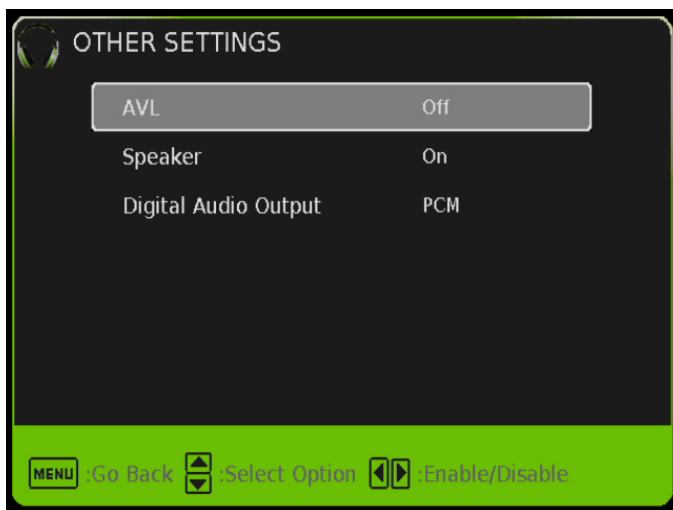 OTHER SETTINGS
AVL Off
Speaker On
Digital Audio Output PCM
MENU :Go Back :Select Option :Enable/Disable